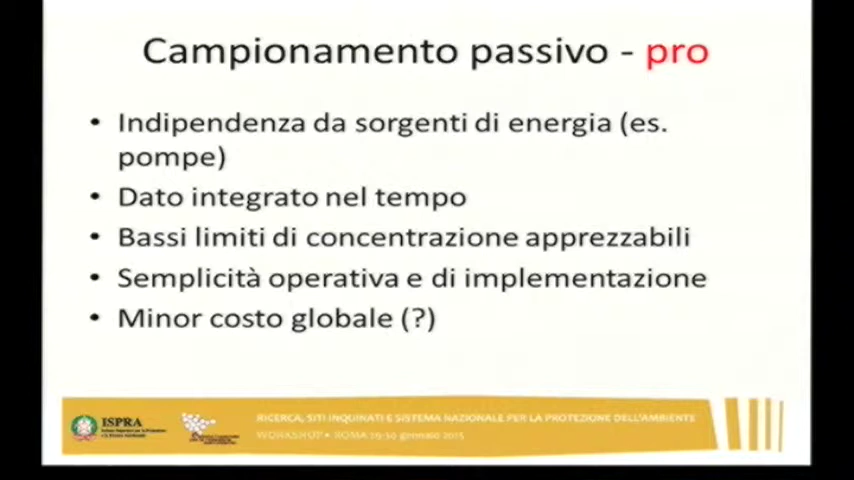 Campionamento passivo - pro
• Indipendenza da sorgenti di energia (es.
pompe)
• Dato integrato nel tempo
• Bassi limiti di concentrazione apprezzabili
• Semplicità operativa e di implementazione
• Minor costo globale (?)
ISPRA
RICERCA, SITI INQUINATI E SISTEMA NAZIONALE PER LA PROTEZIONE DELL'AMBIENTE
WORKSHOP • ROMA 29-30 gennaio 2015